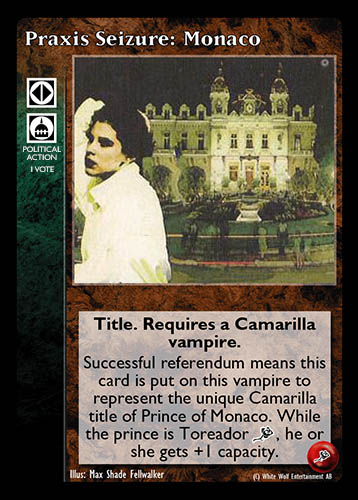 Praxis Seizure: Monaco
POLITICAL
ACTION
1 VOTE
Title. Requires a Camarilla
vampire.
Successful referendum means this
card is put on this vampire to
represent the unique Camarilla
title of Prince of Monaco. While
the prince is Toreador , he or
she gets +1 capacity.
Illus: Max Shade Fellwalker
(C) White Wolf Entertainment AB